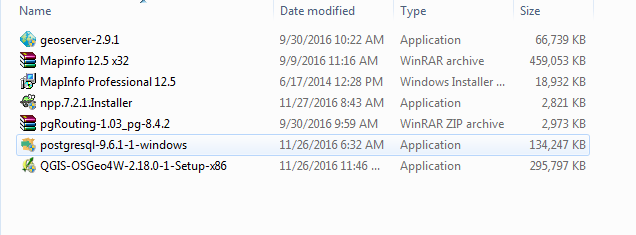 Name Date modified Type Size
geoserver-2.9.1 9/30/2016 10:22 AM Application 66,739 KB
Mapinfo 12.5 x32 9/9/2016 11:16 AM WinRAR archive 459,053 KB
MapInfo Professional 12.5 6/17/2014 12:28 PM Windows Installer ... 18,932 KB
npp.7.2.1.Installer 11/27/2016 8:43 AM Application 2,821 KB
pgRouting-1.03_pg-8.4.2 9/30/2016 9:59 AM WinRAR ZIP archive 2,973 KB
postgresql-9.6.1-1-windows 11/26/2016 6:32 AM Application 134,247 KB
QGIS-OSGeo4W-2.18.0-1-Setup-x86 11/26/2016 11:46 ... Application 295,797 KB